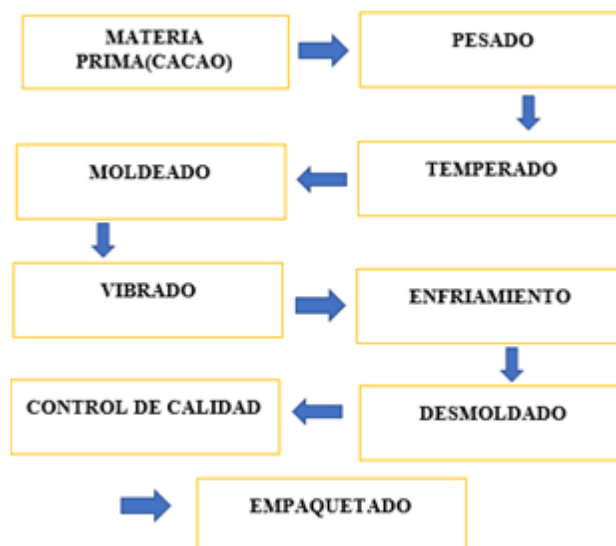 MATERIA
PRIMA(CACAO)
PESADO
TEMPERADO
MOLDEADO
VIBRADO
ENFRIAMIENTO
DESMOLDADO
CONTROL DE CALIDAD
EMPAQUETADO